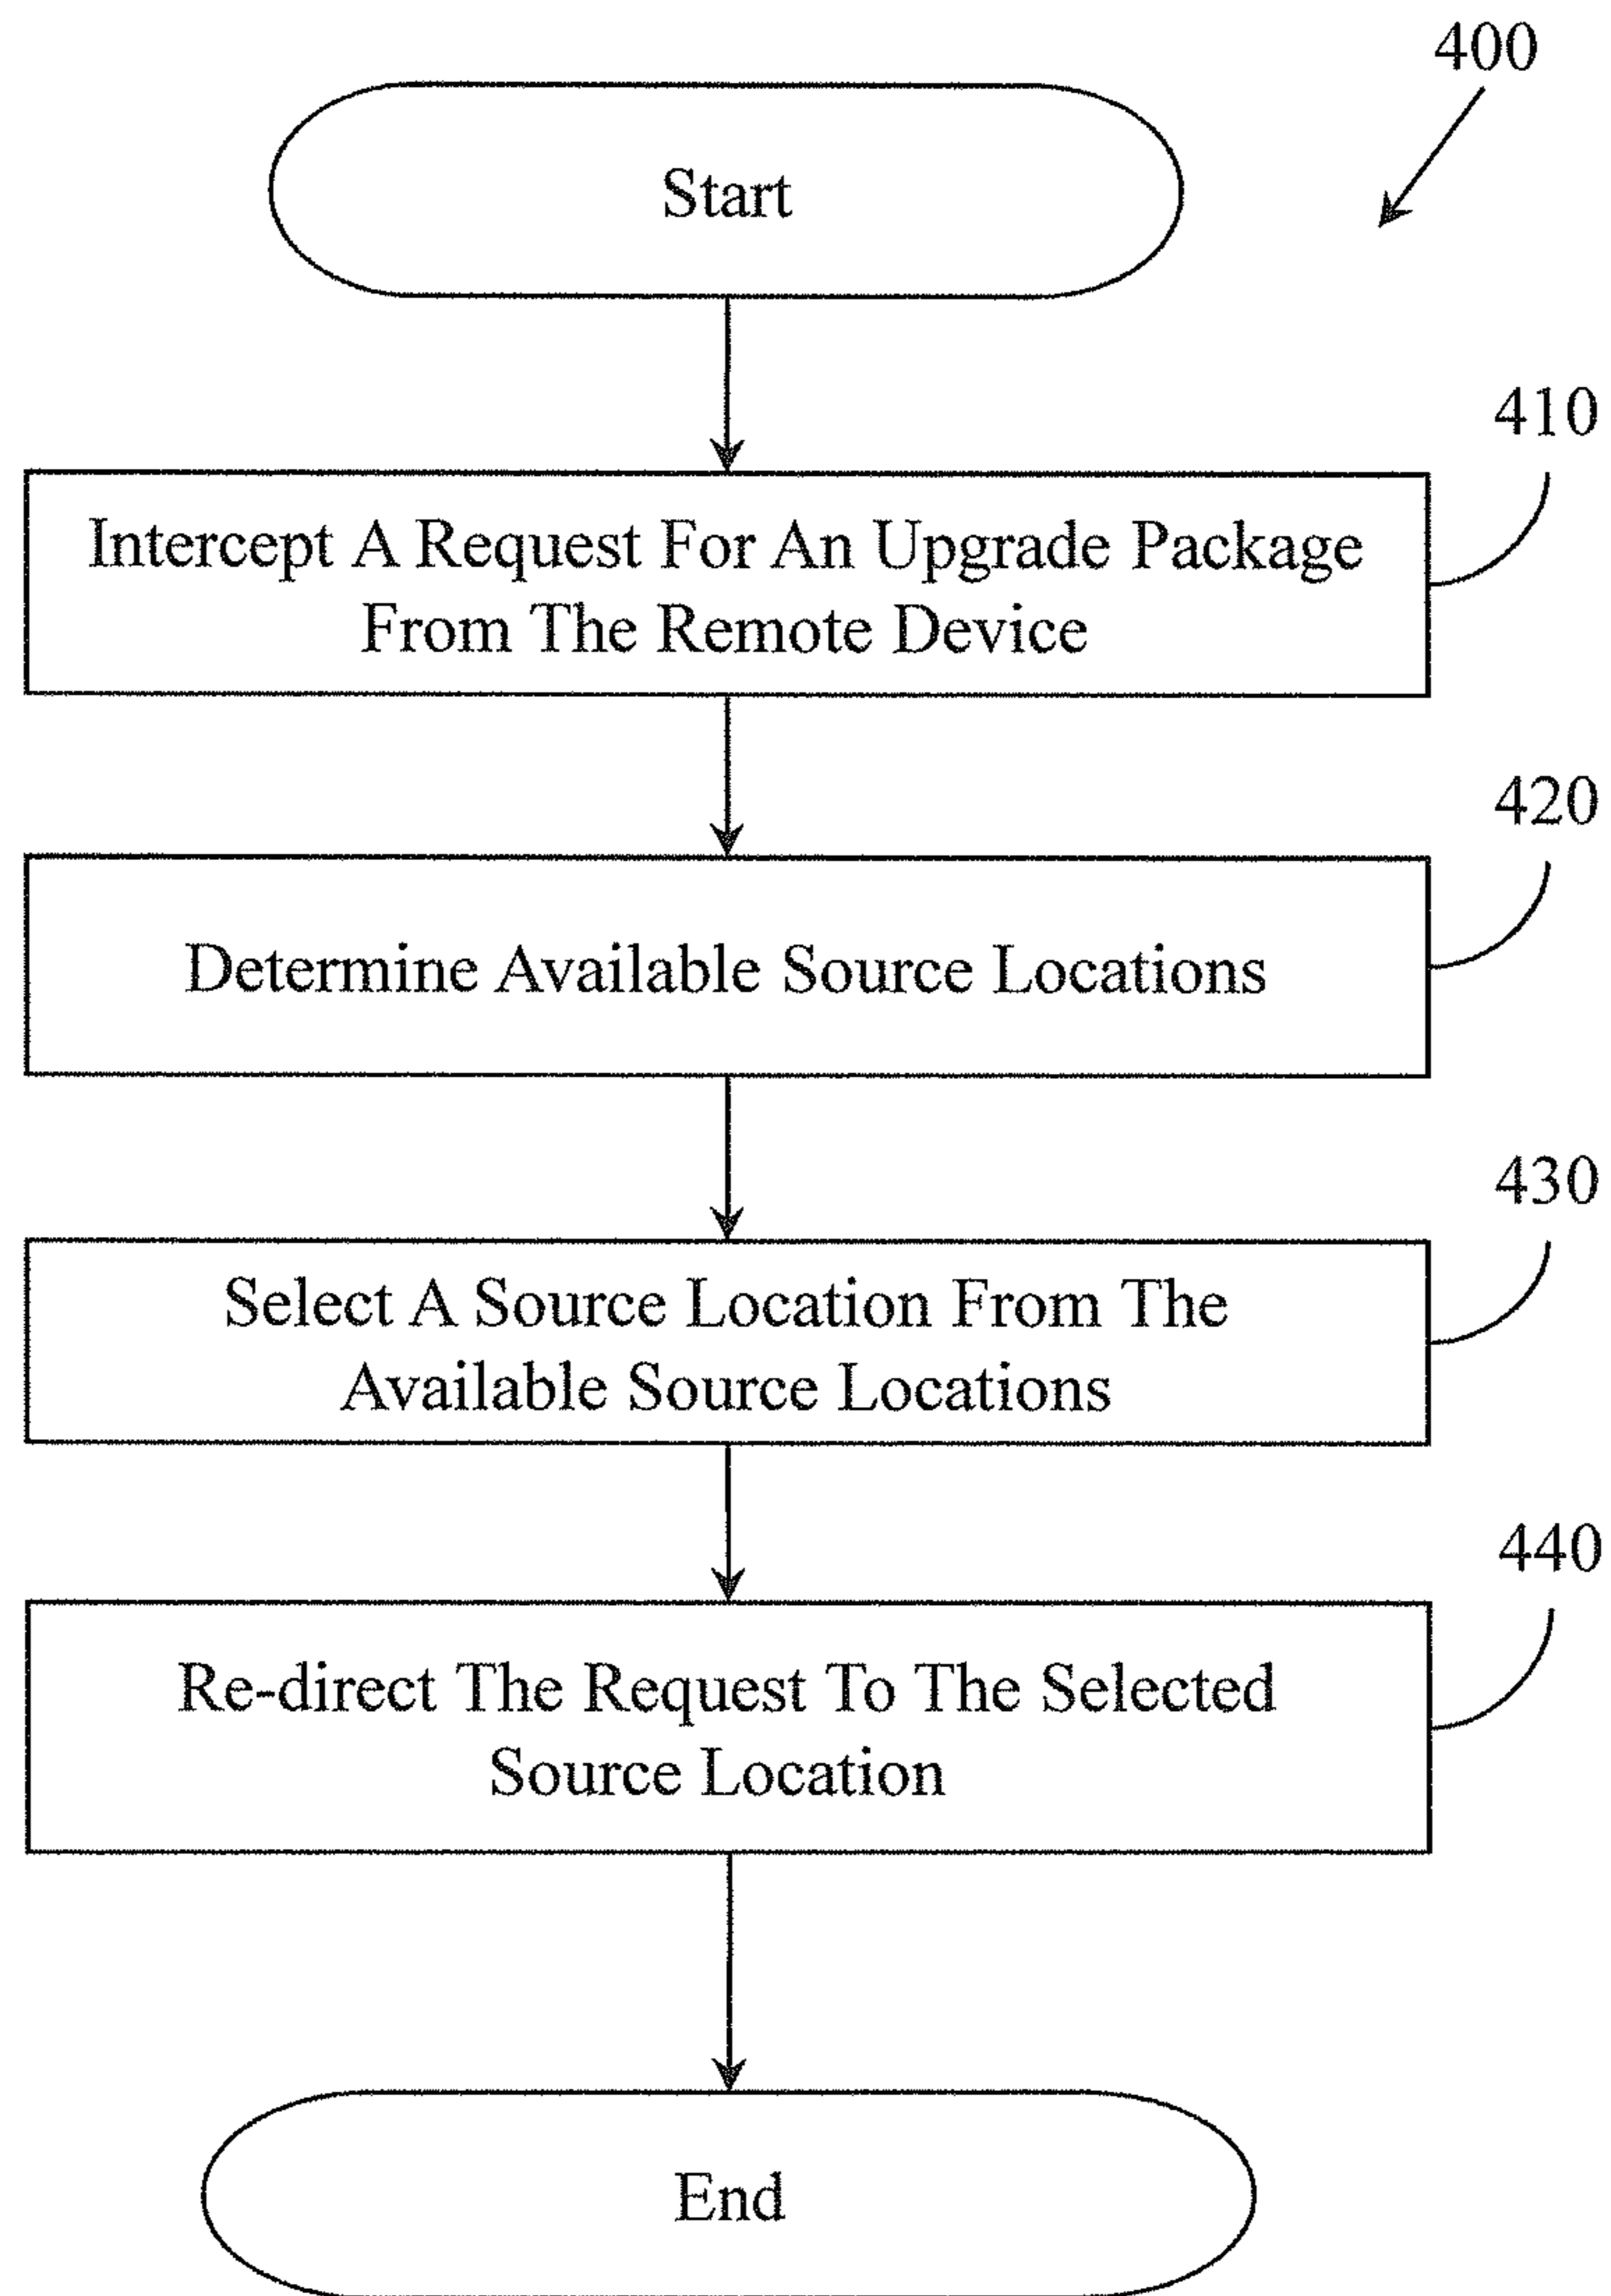 400
Start
410
Intercept A Request For An Upgrade Package
From The Remote Device
420
Determine Available Source Locations
430
Select A Source Location From The
Available Source Locations
440
Re-direct The Request To The Selected
Source Location
End